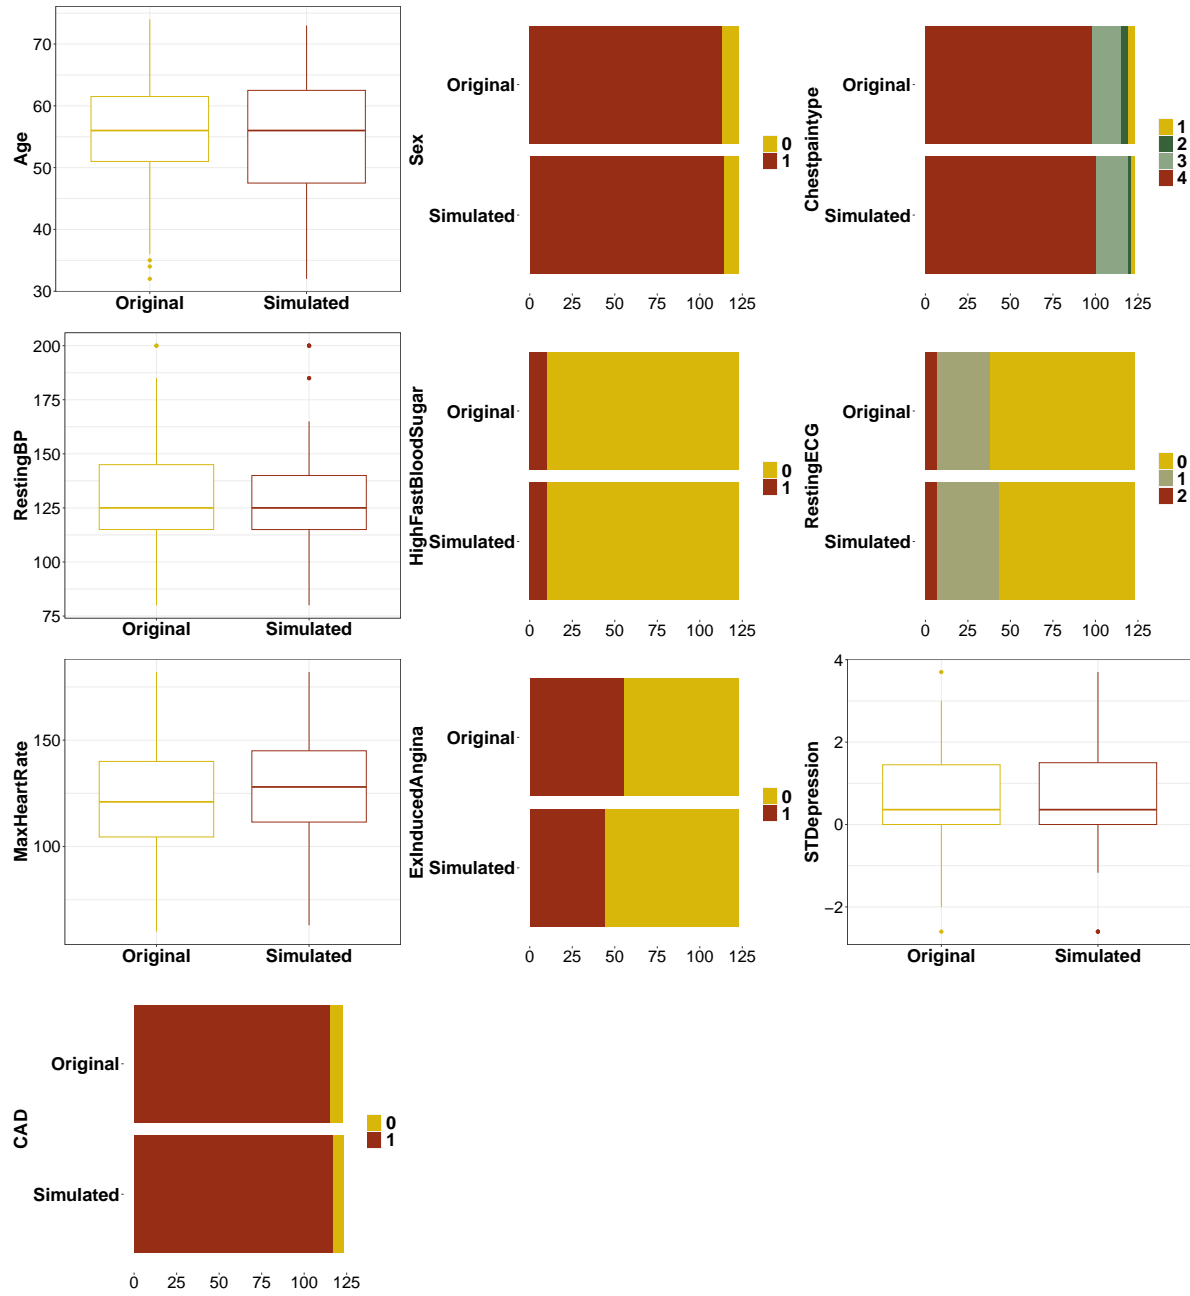 Age
70
60
50
40
30
Original
Simulated
Sex
Original
Simulated
0
25
50
75
100
125
0
1
Chestpaintype
Original
Simulated
0
25
50
75
100
125
1
2
3
4
RestingBP
200
175
150
125
100
75
Original
Simulated
HighFastBloodSugar
Original
Simulated
0
25
50
75
100
125
0
1
RestingECG
Original
Simulated
0
25
50
75
100
125
0
1
2
MaxHeartRate
150
100
Original
Simulated
ExInducedAngina
Original
Simulated
0
25
50
75
100
125
0
1
STDepression
4
2
0
−2
Original
Simulated
CAD
Original
Simulated
0
25
50
75
100
125
0
1